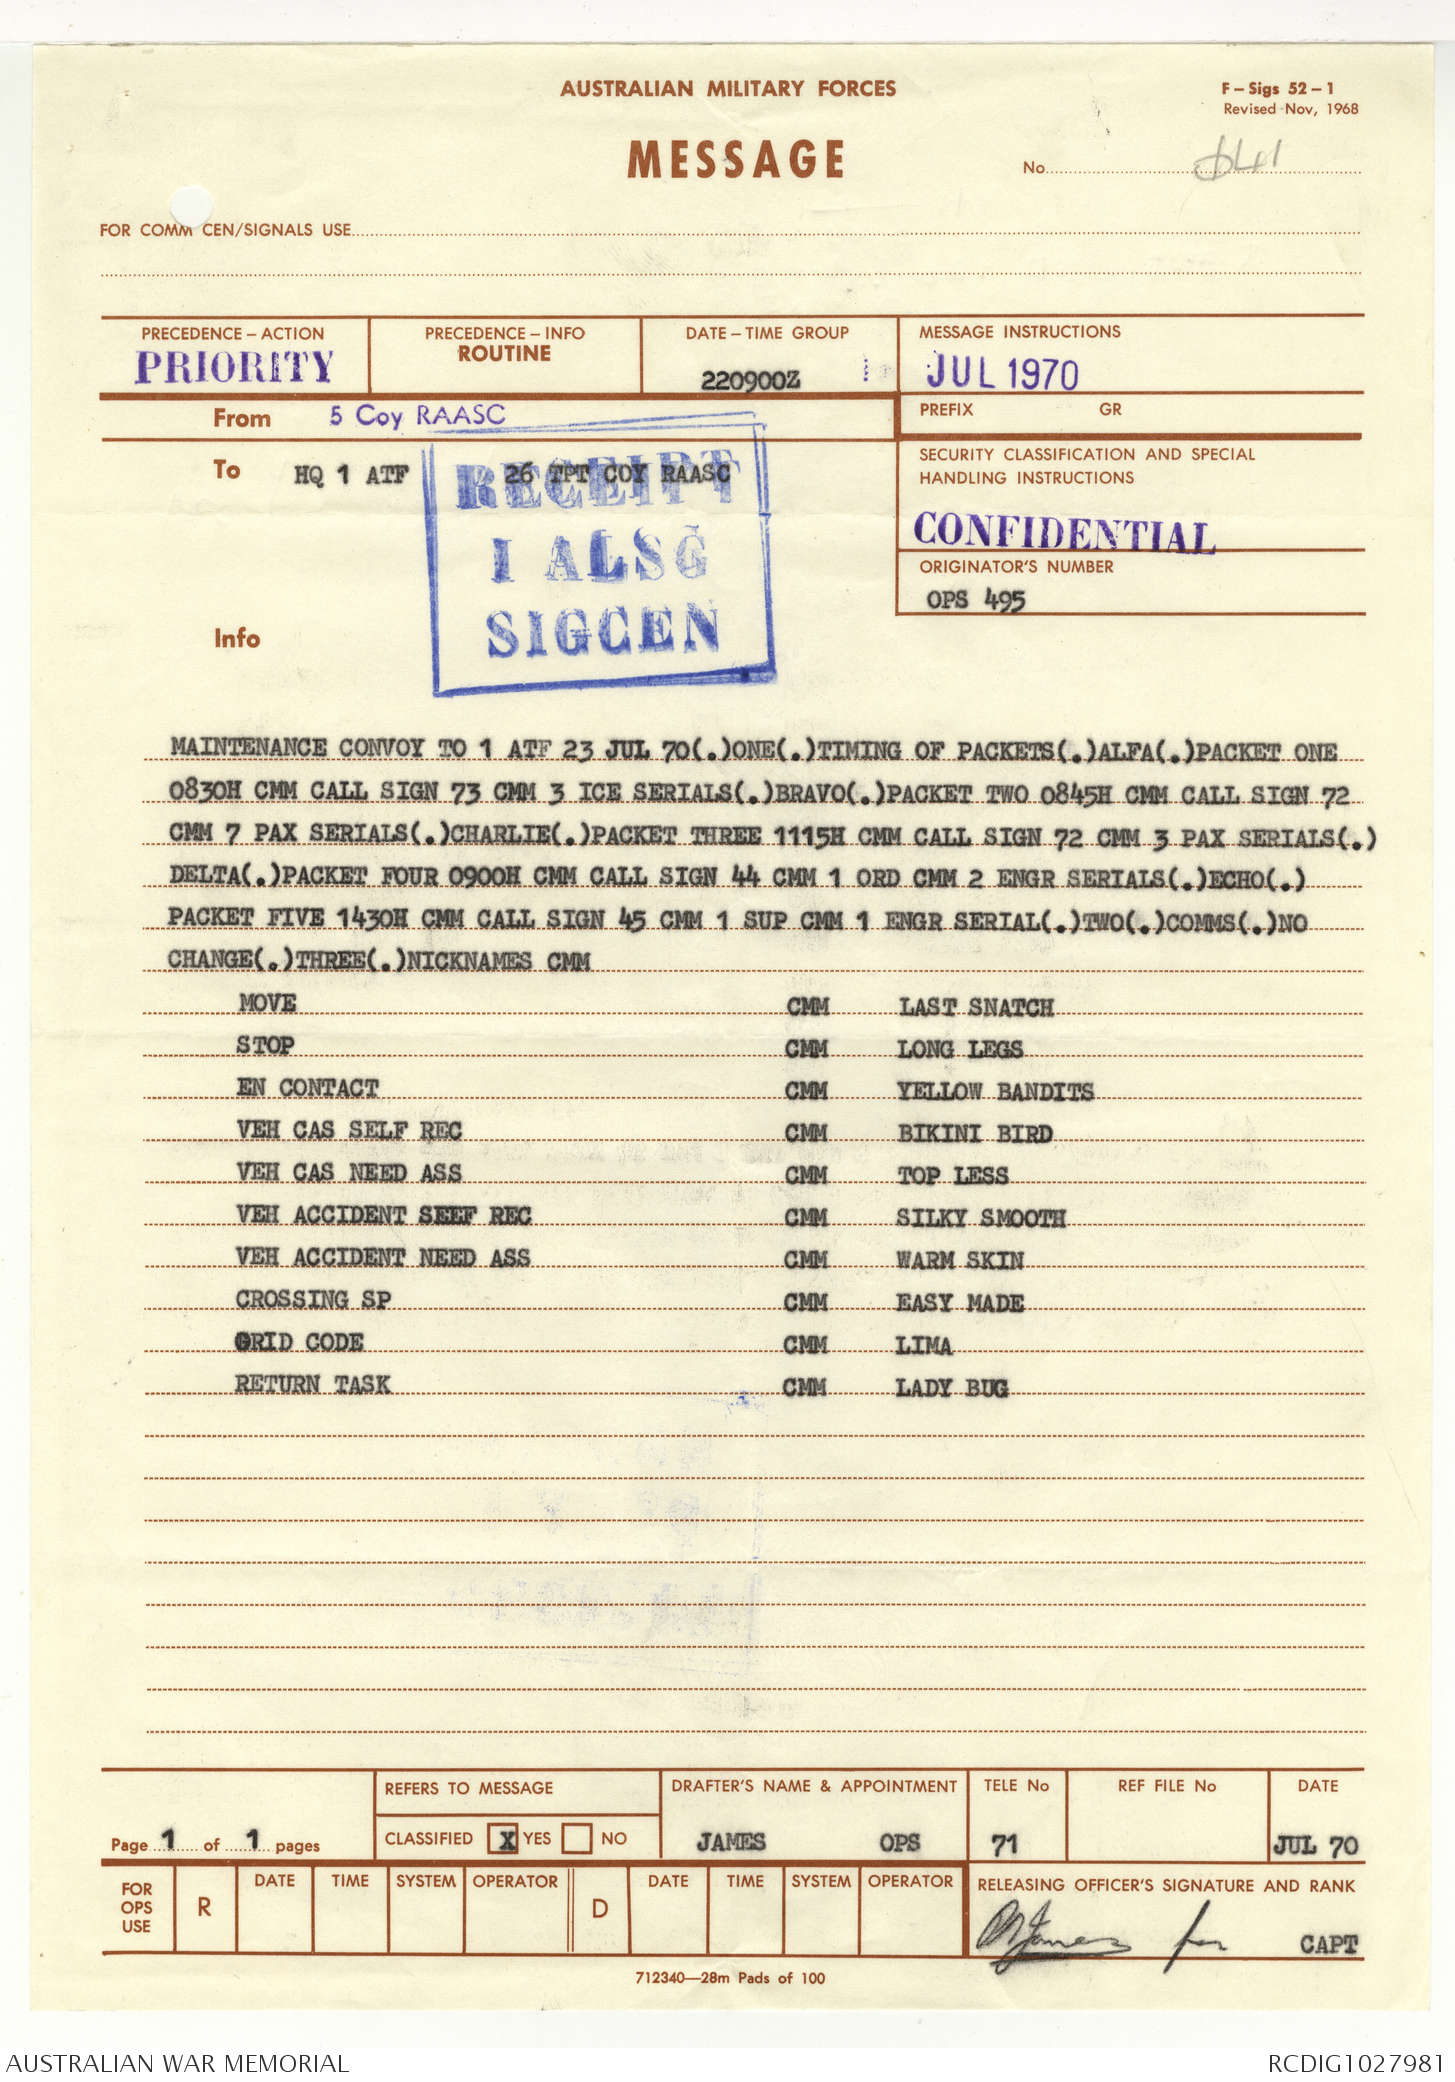 AUSTRALIAN MILITARY FORCES
F – Sigs 52 – 1
Revised Nov, 1968
MESSAGE
No
FOR COMM CEN/SIGNALS USE
PRECEDENCE – ACTION
PRIORITY
PRECEDENCE – INFO
ROUTINE
DATE – TIME GROUP
220900Z
MESSAGE INSTRUCTIONS
JUL 1970
From 5 Coy RAASC
PREFIX GR
To HQ 1 ATF 26 TPT COY RAASC
RECEIPT
I ALSG
SIGCEN
SECURITY CLASSIFICATION AND SPECIAL
HANDLING INSTRUCTIONS
CONFIDENTIAL
ORIGINATOR'S NUMBER
OPS 495
Info
MAINTENANCE CONVOY TO 1 ATF 23 JUL 70(.)ONE(.)TIMING OF PACKETS(.)ALFA(.)PACKET ONE
0830H CMM CALL SIGN 73 CMM 3 ICE SERIALS(.)BRAVO(.)PACKET TWO 0845H CMM CALL SIGN 72
CMM 7 PAX SERIALS(.)CHARLIE(.)PACKET THREE 1115H CMM CALL SIGN 72 CMM 3 PAX SERIALS(.)
DELTA(.)PACKET FOUR 0900H CMM CALL SIGN 44 CMM 1 ORD CMM 2 ENGR SERIALS(.)ECHO(.)
PACKET FIVE 1430H CMM CALL SIGN 45 CMM 1 SUP CMM 1 ENGR SERIAL(.)TWO(.)COMMS(.)NO
CHANGE(.)THREE(.)NICKNAMES CMM
MOVE CMM LAST SNATCH
STOP CMM LONG LEGS
EN CONTACT CMM YELLOW BANDITS
VEH CAS SELF REC CMM BIKINI BIRD
VEH CAS NEED ASS CMM TOP LESS
VEH ACCIDENT SEEF REC CMM SILKY SMOOTH
VEH ACCIDENT NEED ASS CMM WARM SKIN
CROSSING SP CMM EASY MADE
GRID CODE CMM LIMA
RETURN TASK CMM LADY BUG
Page 1 of 1 pages
REFERS TO MESSAGE
CLASSIFIED X YES NO
DRAFTER'S NAME & APPOINTMENT
JAMES OPS
TELE No
71
REF FILE No
DATE
JUL 70
FOR
OPS
USE
R DATE TIME SYSTEM OPERATOR D DATE TIME SYSTEM OPERATOR
RELEASING OFFICER'S SIGNATURE AND RANK
James for CAPT
712340—28m Pads of 100
AUSTRALIAN WAR MEMORIAL
RCDIG1027981